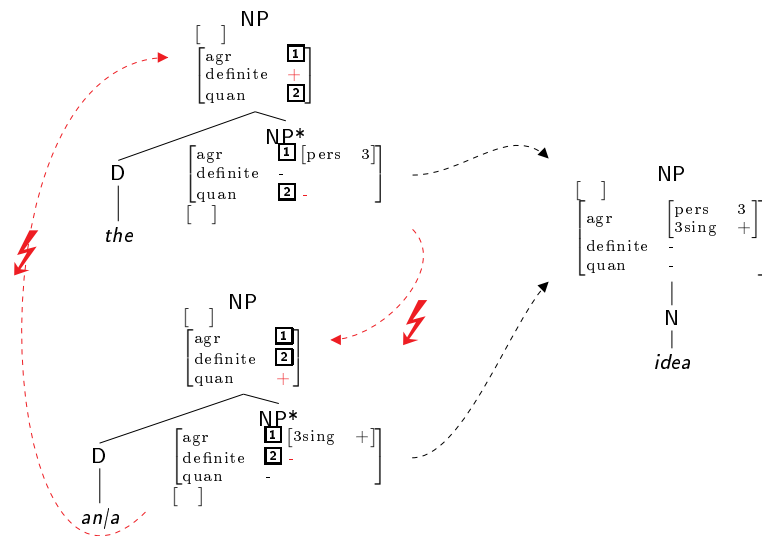 NP
[ ]
agr 1
definite +
quan 2
NP*
D
agr 1 [pers 3]
definite -
quan 2 -
[ ]
the
NP
[ ]
agr [pers 3
3sing +]
definite -
quan -
N
idea
NP
[ ]
agr 1
definite 2
quan +
NP*
D
agr 1 [3sing +]
definite 2 -
quan -
[ ]
an/a